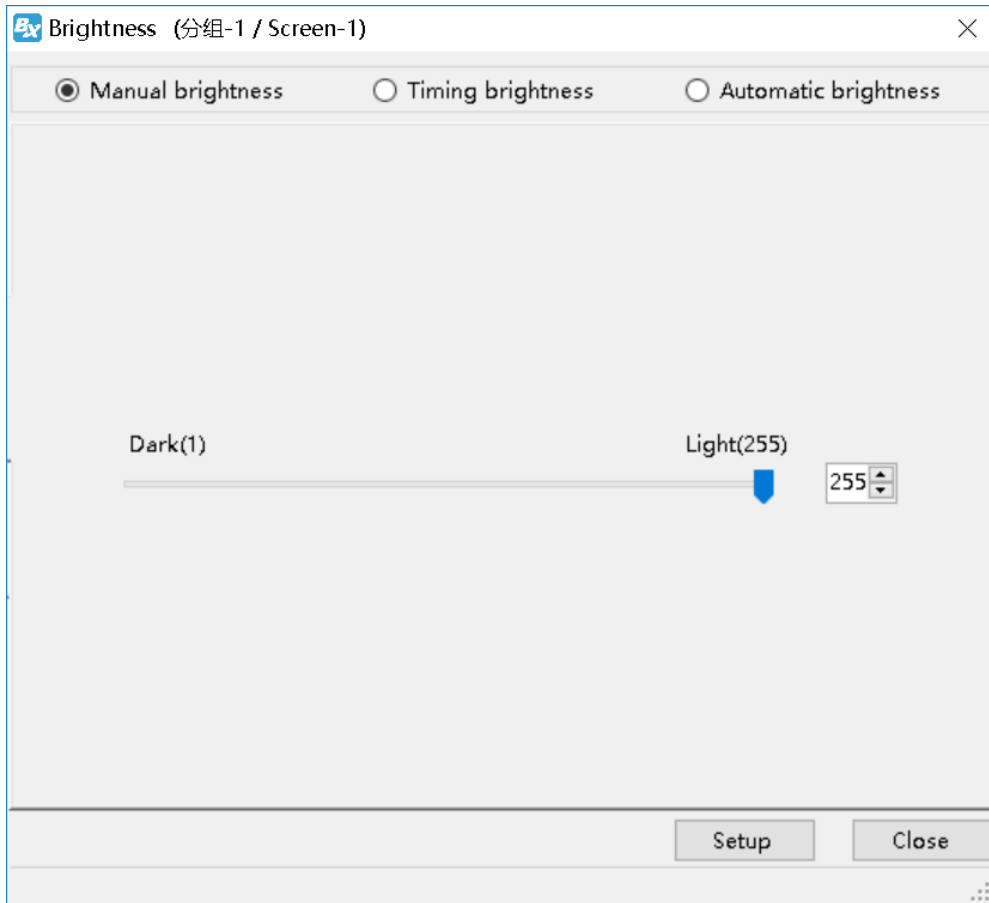 BX Brightness (分组-1 / Screen-1)
Manual brightness Timing brightness Automatic brightness
Dark(1) Light(255)
255
Setup Close